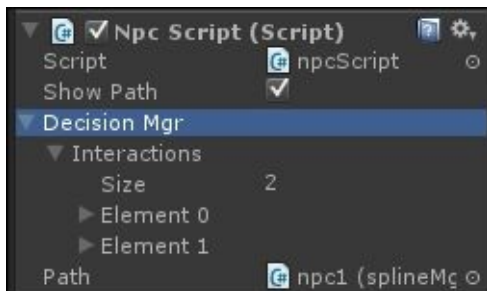 Npc Script (Script)
Script npcScript
Show Path
Decision Mgr
Interactions
Size 2
Element 0
Element 1
Path npc1 (splineMg